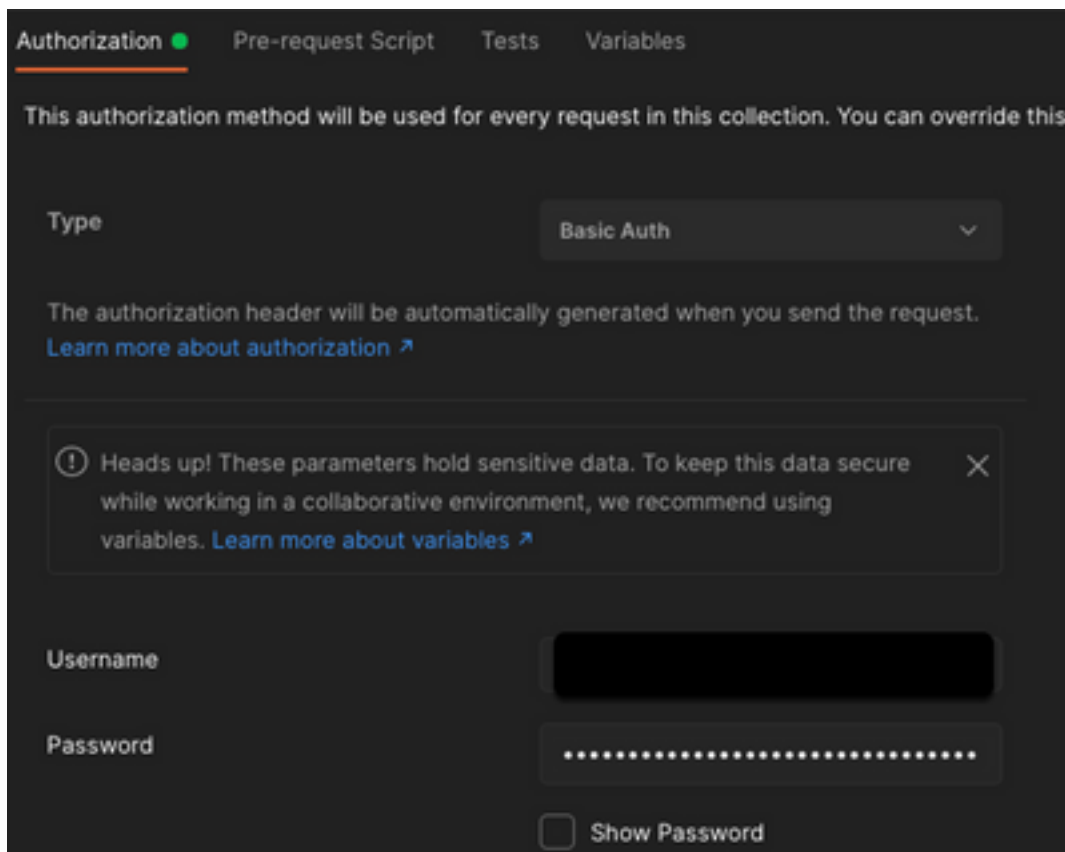 Authorization Pre-request Script Tests Variables
This authorization method will be used for every request in this collection. You can override this
Type Basic Auth
The authorization header will be automatically generated when you send the request.
Learn more about authorization ↗
Heads up! These parameters hold sensitive data. To keep this data secure
while working in a collaborative environment, we recommend using
variables. Learn more about variables ↗
Username
Password ••••••••••••••••••••••••••••••••
Show Password